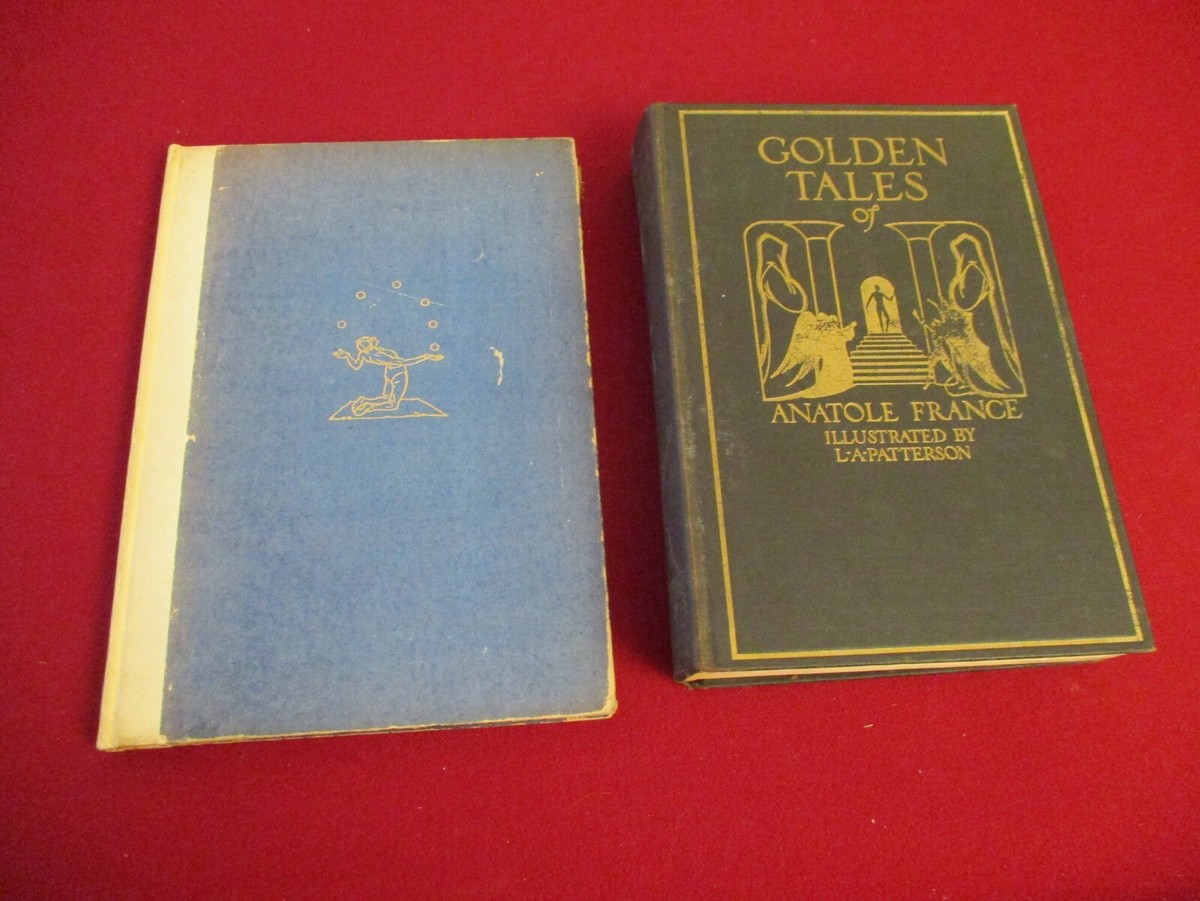 GOLDEN
TALES
of
ANATOLE FRANCE
ILLUSTRATED BY
L·A·PATTERSON